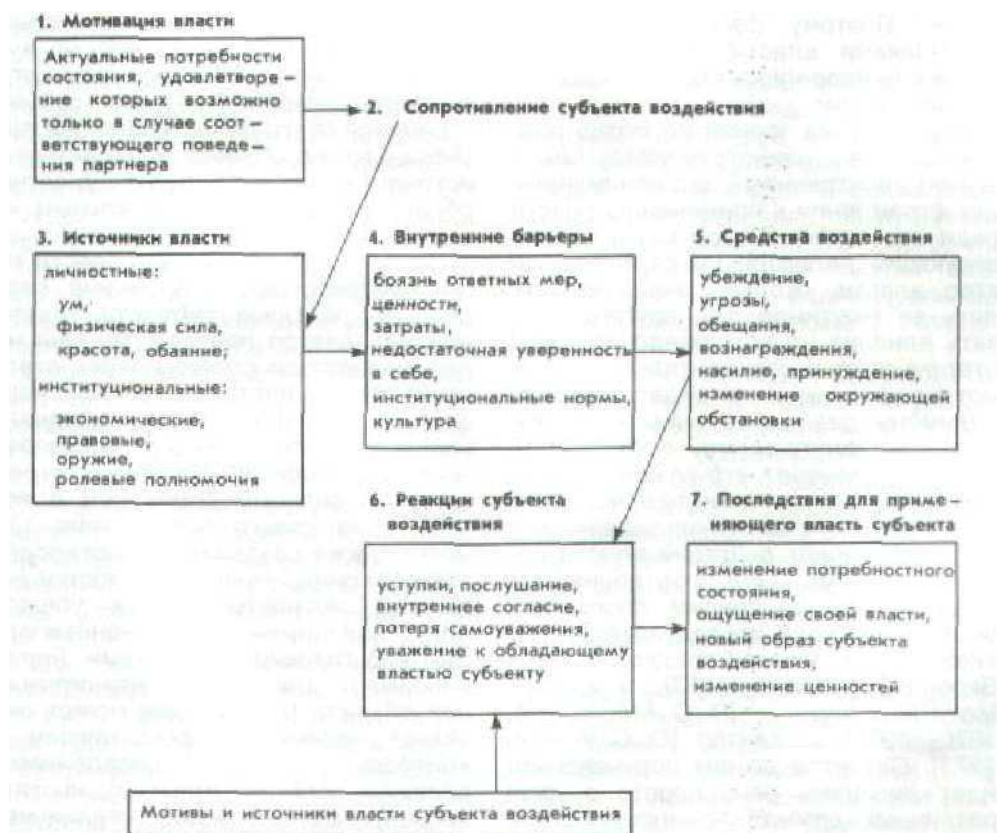 1. Мотивация власти
Актуальные потребности
состояния, удовлетворе–
ние которых возможно
только в случае соот–
ветствующего поведе–
ния партнера
2. Сопротивление субъекта воздействия
3. Источники власти
личностные:
ум,
физическая сила,
красота, обаяние;
институциональные:
экономические,
правовые,
оружие,
ролевые полномочия
4. Внутренние барьеры
боязнь ответных мер,
ценности,
затраты,
недостаточная уверенность
в себе,
институциональные нормы,
культура
5. Средства воздействия
убеждение,
угрозы,
обещания,
вознаграждения,
насилие, принуждение,
изменение окружающей
обстановки
6. Реакции субъекта
воздействия
уступки, послушание,
внутреннее согласие,
потеря самоуважения,
уважение к обладающему
властью субъекту
7. Последствия для приме–
няющего власть субъекта
изменение потребностного
состояния,
ощущение своей власти,
новый образ субъекта
воздействия,
изменение ценностей
Мотивы и источники власти субъекта воздействия